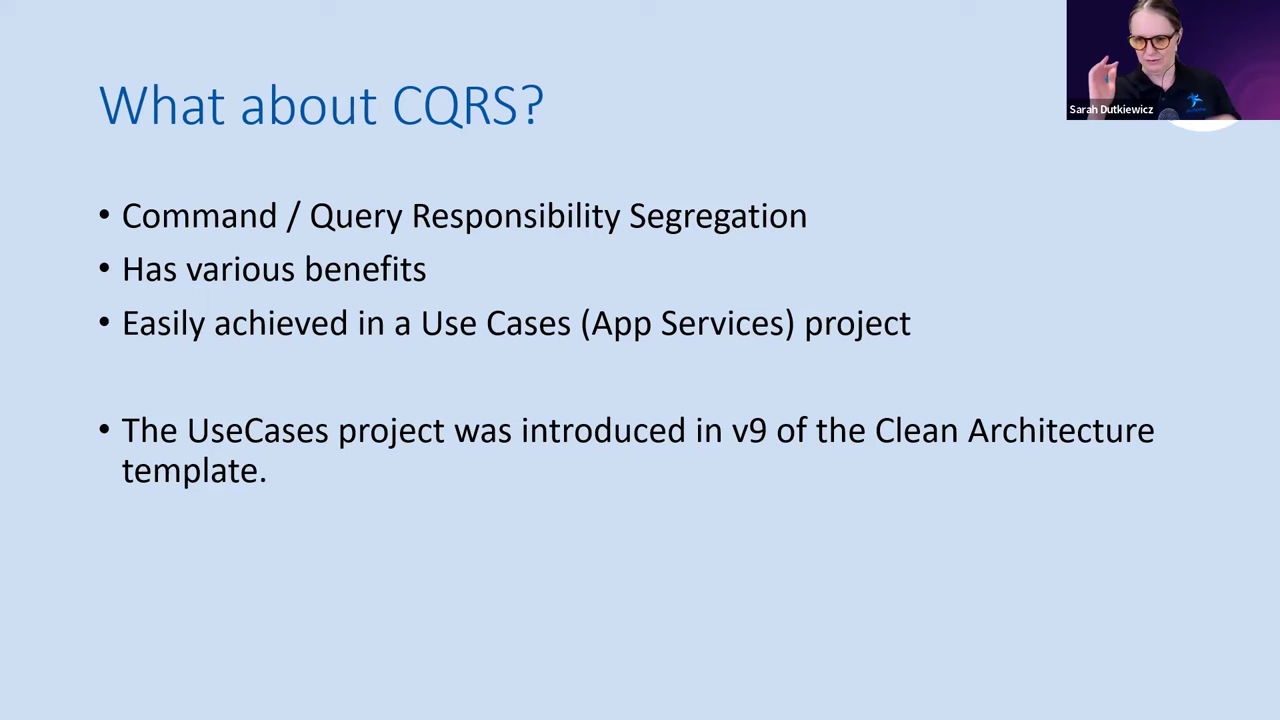 What about CQRS?
Sarah Dutkiewicz
• Command / Query Responsibility Segregation
• Has various benefits
• Easily achieved in a Use Cases (App Services) project
• The UseCases project was introduced in v9 of the Clean Architecture
template.